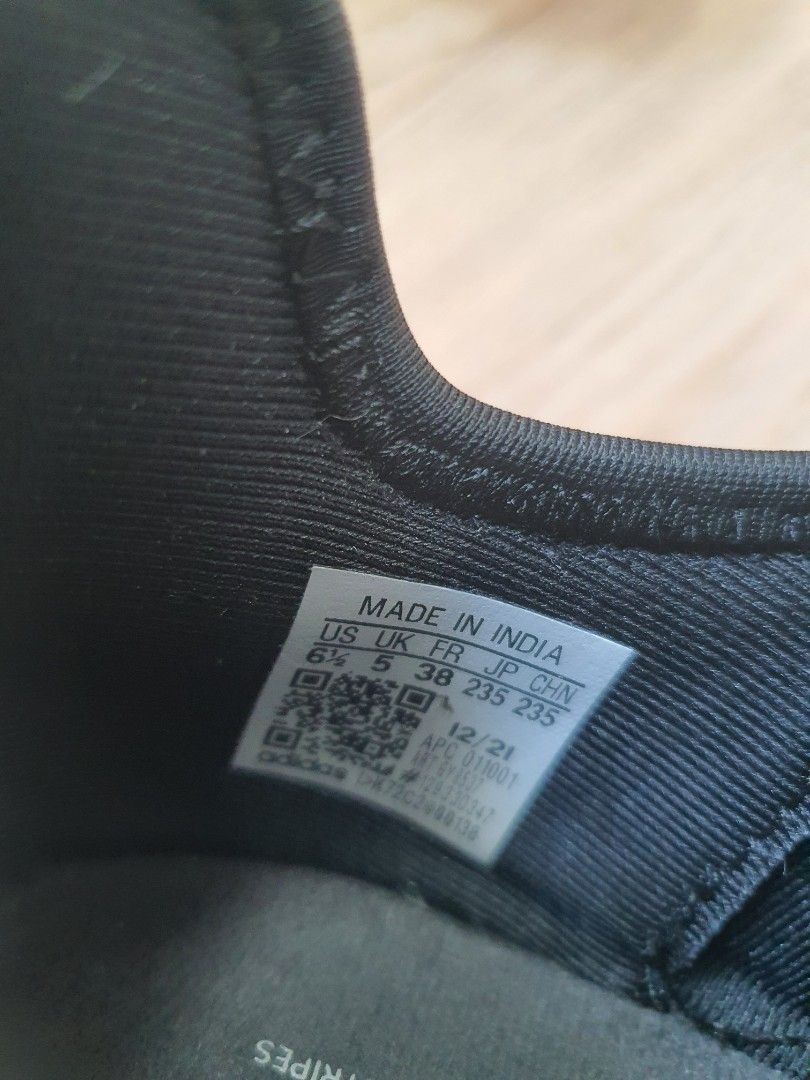 MADE IN INDIA
US UK FR JP CHN
6½ 5 38 235 235
12/21
APC 011001
adidas
TRIPES